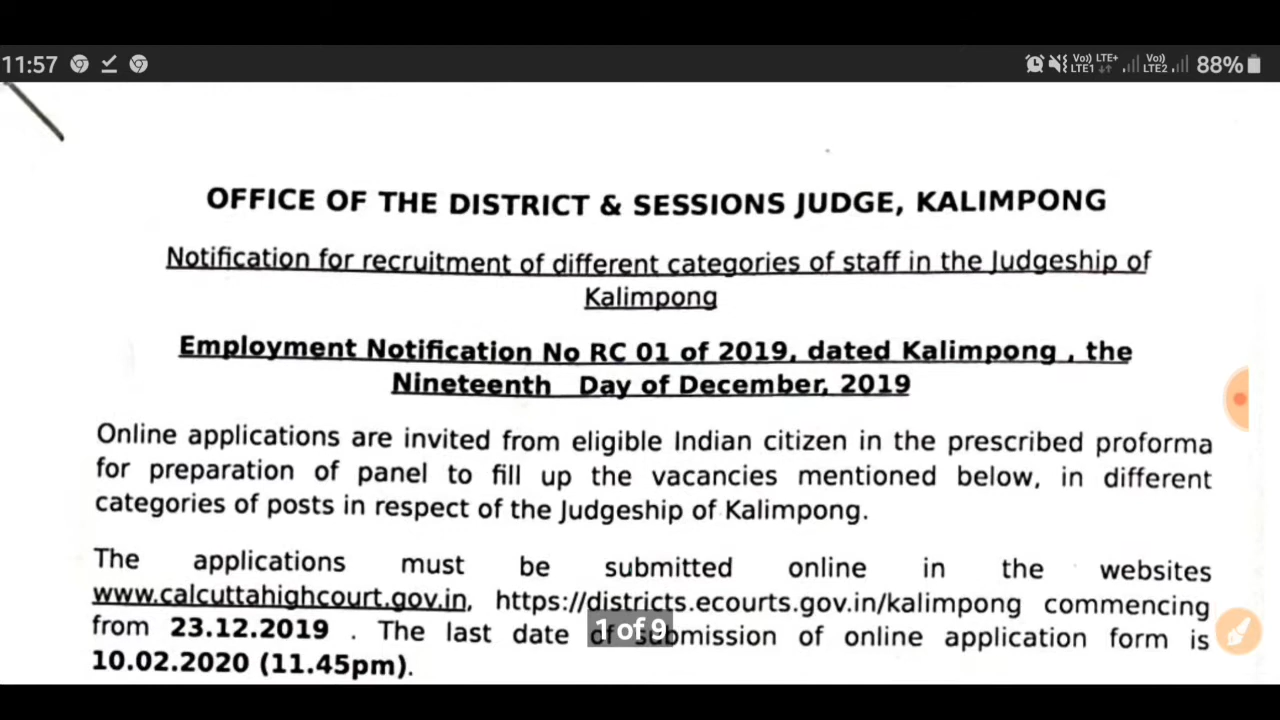 11:57
Vo)) LTE+ Vo))
LTE1 LTE2 88%
OFFICE OF THE DISTRICT & SESSIONS JUDGE, KALIMPONG
Notification for recruitment of different categories of staff in the Judgeship of
Kalimpong
Employment Notification No RC 01 of 2019, dated Kalimpong , the
Nineteenth Day of December, 2019
Online applications are invited from eligible Indian citizen in the prescribed proforma
for preparation of panel to fill up the vacancies mentioned below, in different
categories of posts in respect of the Judgeship of Kalimpong.
The applications must be submitted online in the websites
www.calcuttahighcourt.gov.in, https://districts.ecourts.gov.in/kalimpong commencing
from 23.12.2019 . The last date of submission of online application form is
1 of 9
10.02.2020 (11.45pm).